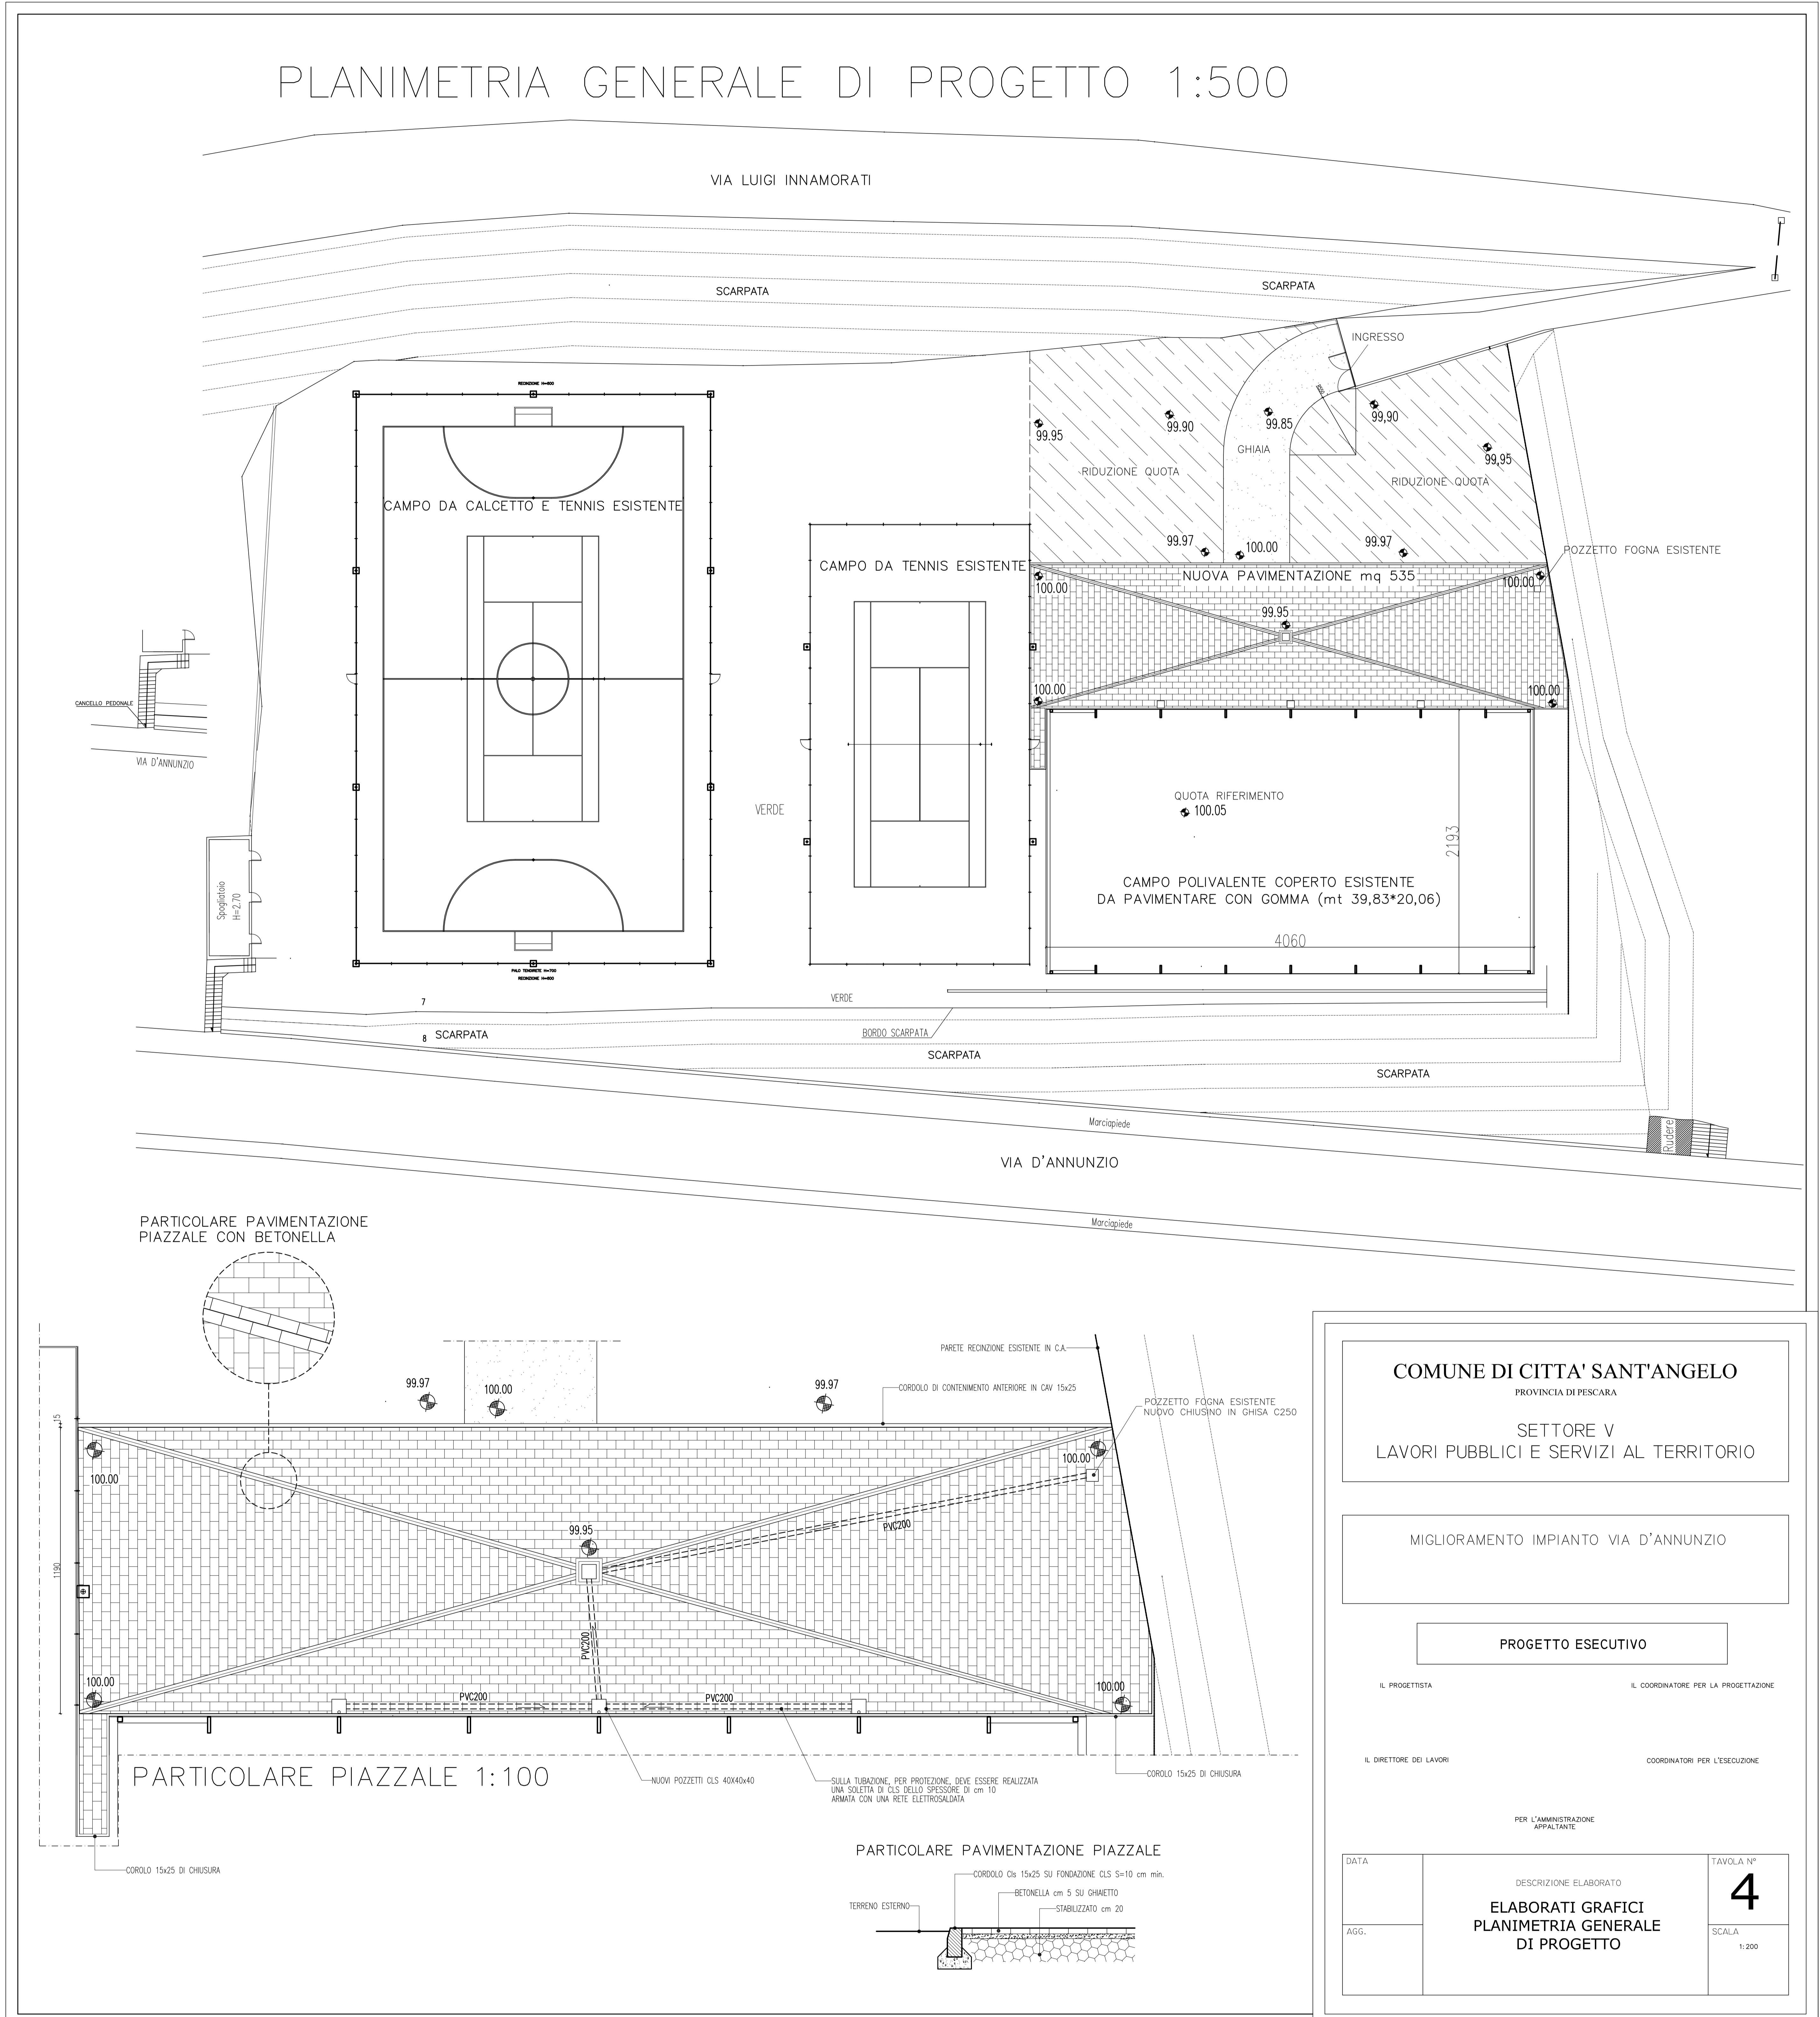 PLANIMETRIA GENERALE DI PROGETTO 1:500
VIA LUIGI INNAMORATI
SCARPATA
SCARPATA
INGRESSO
RECINZIONE H=800
99.95
99.90
99.85
99,90
99,95
GHIAIA
RIDUZIONE QUOTA
RIDUZIONE QUOTA
CAMPO DA CALCETTO E TENNIS ESISTENTE
99.97
100.00
99.97
POZZETTO FOGNA ESISTENTE
CAMPO DA TENNIS ESISTENTE
NUOVA PAVIMENTAZIONE mq 535
100.00
100.00
99.95
100.00
100.00
CANCELLO PEDONALE
VIA D'ANNUNZIO
VERDE
QUOTA RIFERIMENTO
100.05
2193
CAMPO POLIVALENTE COPERTO ESISTENTE
DA PAVIMENTARE CON GOMMA (mt 39,83*20,06)
4060
Spogliatoio
H=2.70
PALO TENDIRETE H=700
RECINZIONE H=800
7
VERDE
8
SCARPATA
BORDO SCARPATA
SCARPATA
SCARPATA
Marciapiede
Rudere
VIA D'ANNUNZIO
Marciapiede
PARTICOLARE PAVIMENTAZIONE
PIAZZALE CON BETONELLA
PARETE RECINZIONE ESISTENTE IN C.A.
99.97
100.00
99.97
CORDOLO DI CONTENIMENTO ANTERIORE IN CAV 15x25
POZZETTO FOGNA ESISTENTE
NUOVO CHIUSINO IN GHISA C250
15
1190
100.00
100.00
99.95
PVC200
PVC200
100.00
PVC200
PVC200
100.00
PARTICOLARE PIAZZALE 1:100
NUOVI POZZETTI CLS 40X40x40
SULLA TUBAZIONE, PER PROTEZIONE, DEVE ESSERE REALIZZATA
UNA SOLETTA DI CLS DELLO SPESSORE DI cm 10
ARMATA CON UNA RETE ELETTROSALDATA
COROLO 15x25 DI CHIUSURA
COROLO 15x25 DI CHIUSURA
PARTICOLARE PAVIMENTAZIONE PIAZZALE
CORDOLO Cls 15x25 SU FONDAZIONE CLS S=10 cm min.
BETONELLA cm 5 SU GHIAIETTO
TERRENO ESTERNO
STABILIZZATO cm 20
COMUNE DI CITTA' SANT'ANGELO
PROVINCIA DI PESCARA
SETTORE V
LAVORI PUBBLICI E SERVIZI AL TERRITORIO
MIGLIORAMENTO IMPIANTO VIA D'ANNUNZIO
PROGETTO ESECUTIVO
IL PROGETTISTA
IL COORDINATORE PER LA PROGETTAZIONE
IL DIRETTORE DEI LAVORI
COORDINATORI PER L'ESECUZIONE
PER L'AMMINISTRAZIONE
APPALTANTE
DATA
AGG.
DESCRIZIONE ELABORATO
ELABORATI GRAFICI
PLANIMETRIA GENERALE
DI PROGETTO
TAVOLA N°
4
SCALA
1:200